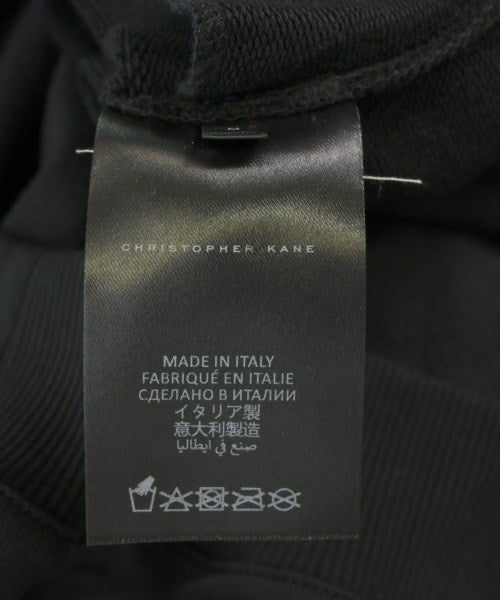 M
CHRISTOPHER KANE
MADE IN ITALY
FABRIQUÉ EN ITALIE
СДЕЛАНО В ИТАЛИИ
イタリア製
意大利製造
صنع في ايطاليا